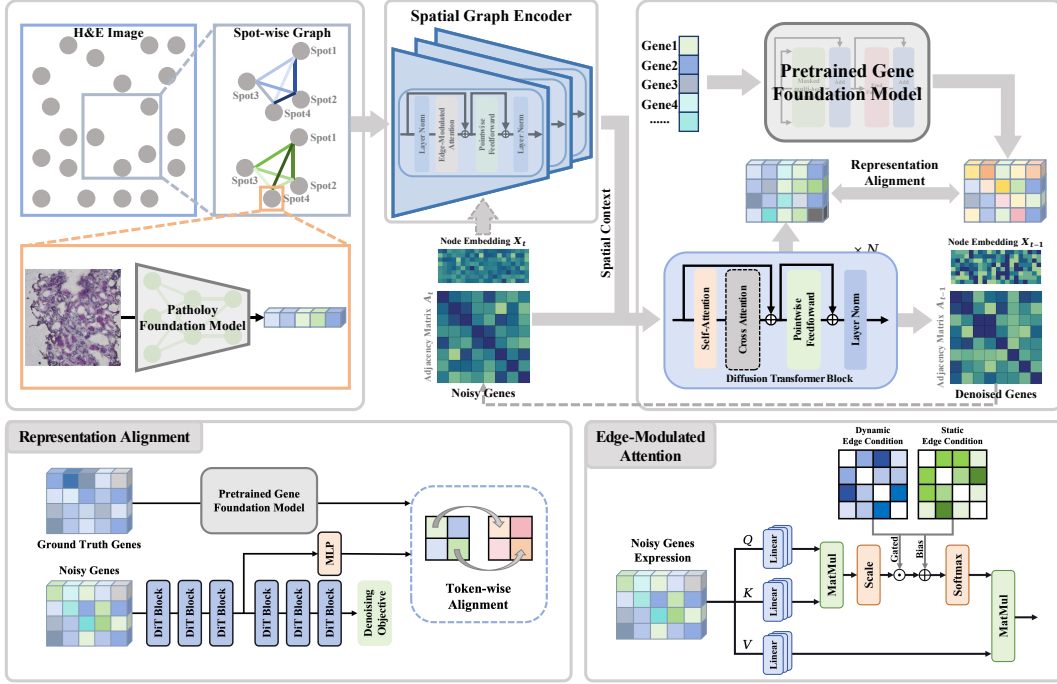 H&E Image
Spot-wise Graph
Spot1
Spot3
Spot2
Spot4
Spot1
Spot3
Spot2
Spot4
Patholoy
Foundation Model
Spatial Graph Encoder
Layer Norm
Edge-Modulated
Attention
Pointwise
Feedforward
Layer Norm
Node Embedding X_t
Adjacency Matrix A_t
Noisy Genes
Spatial Context
Gene1
Gene2
Gene3
Gene4
......
Pretrained Gene
Foundation Model
Representation
Alignment
× N
Self-Attention
Cross Attention
Pointwise
Feedforward
Layer Norm
Diffusion Transformer Block
Node Embedding X_{t−1}
Adjacency Matrix A_{t−1}
Denoised Genes
Representation Alignment
Ground Truth Genes
Pretrained Gene
Foundation Model
Noisy Genes
DiT Block
DiT Block
DiT Block
DiT Block
DiT Block
DiT Block
MLP
Denoising
Objective
Token-wise
Alignment
Edge-Modulated
Attention
Dynamic
Edge Condition
Static
Edge Condition
Noisy Genes
Expression
Q
K
V
Linear
Linear
Linear
MatMul
Scale
Gated
Bias
Softmax
MatMul